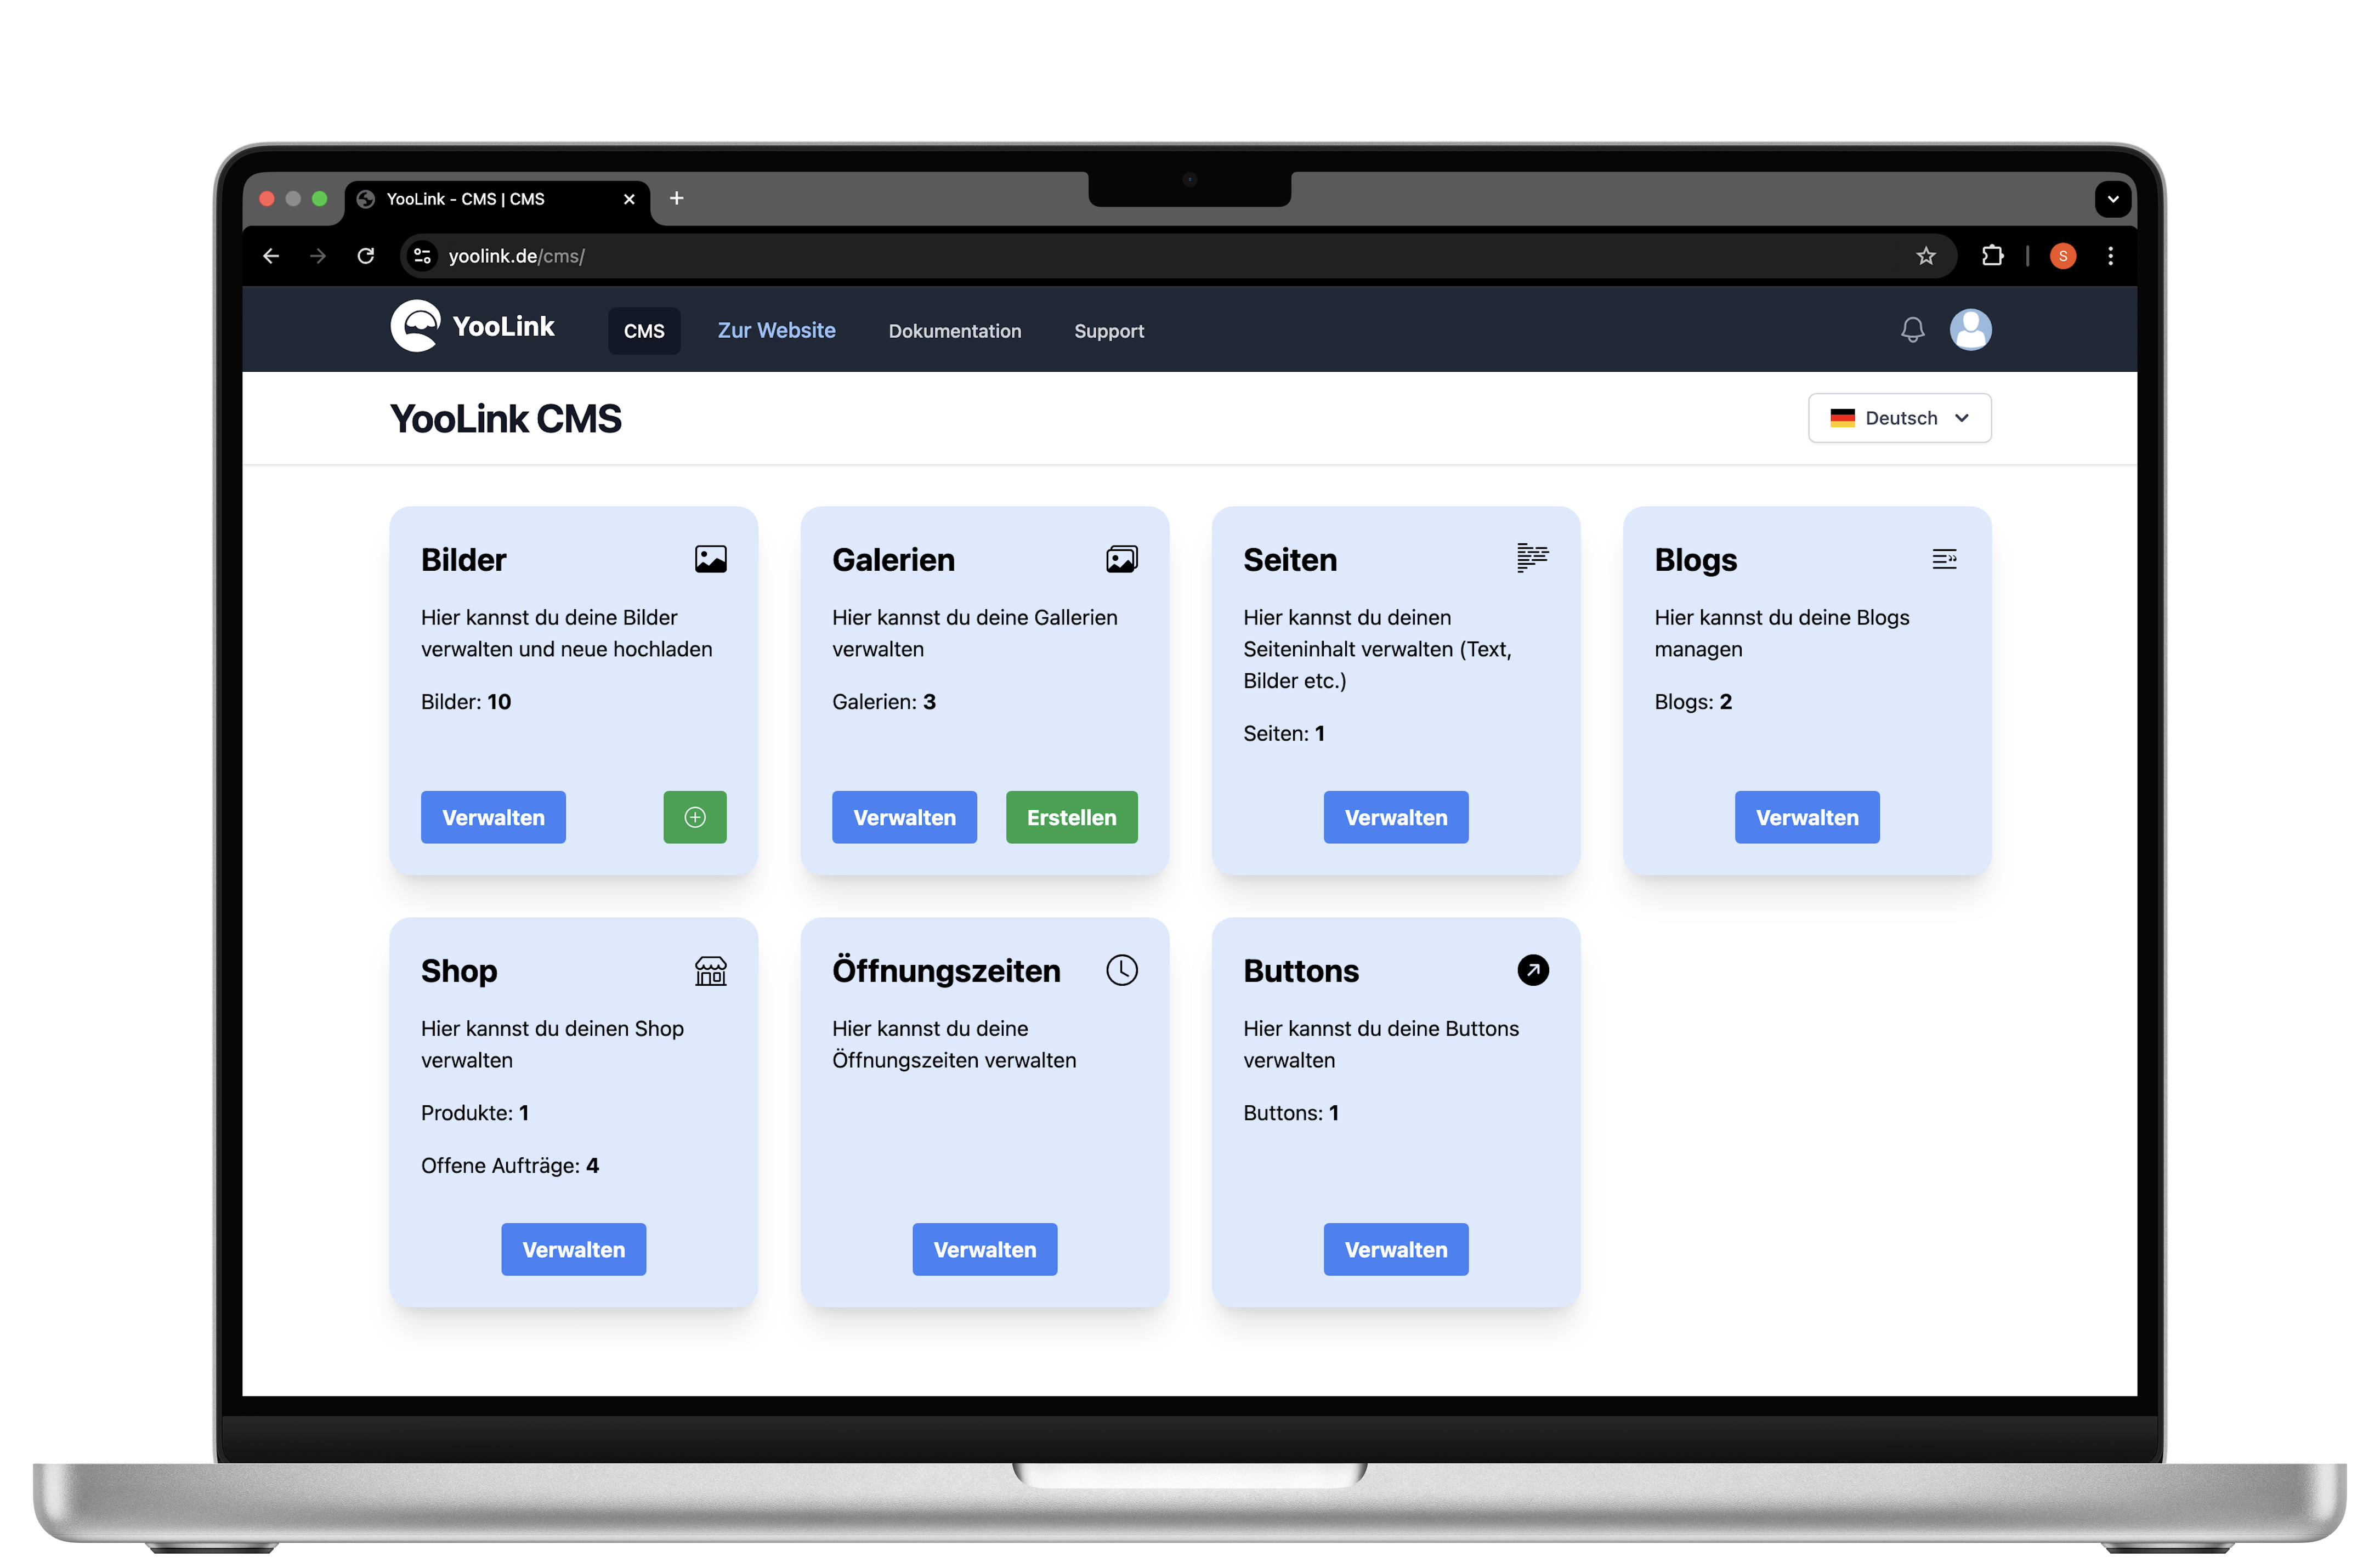 YooLink - CMS | CMS
yoolink.de/cms/
S
YooLink
CMS
Zur Website
Dokumentation
Support
YooLink CMS
Deutsch
Bilder
Hier kannst du deine Bilder
verwalten und neue hochladen
Bilder: 10
Verwalten
Galerien
Hier kannst du deine Gallerien
verwalten
Galerien: 3
Verwalten
Erstellen
Seiten
Hier kannst du deinen
Seiteninhalt verwalten (Text,
Bilder etc.)
Seiten: 1
Verwalten
Blogs
Hier kannst du deine Blogs
managen
Blogs: 2
Verwalten
Shop
Hier kannst du deinen Shop
verwalten
Produkte: 1
Offene Aufträge: 4
Verwalten
Öffnungszeiten
Hier kannst du deine
Öffnungszeiten verwalten
Verwalten
Buttons
Hier kannst du deine Buttons
verwalten
Buttons: 1
Verwalten